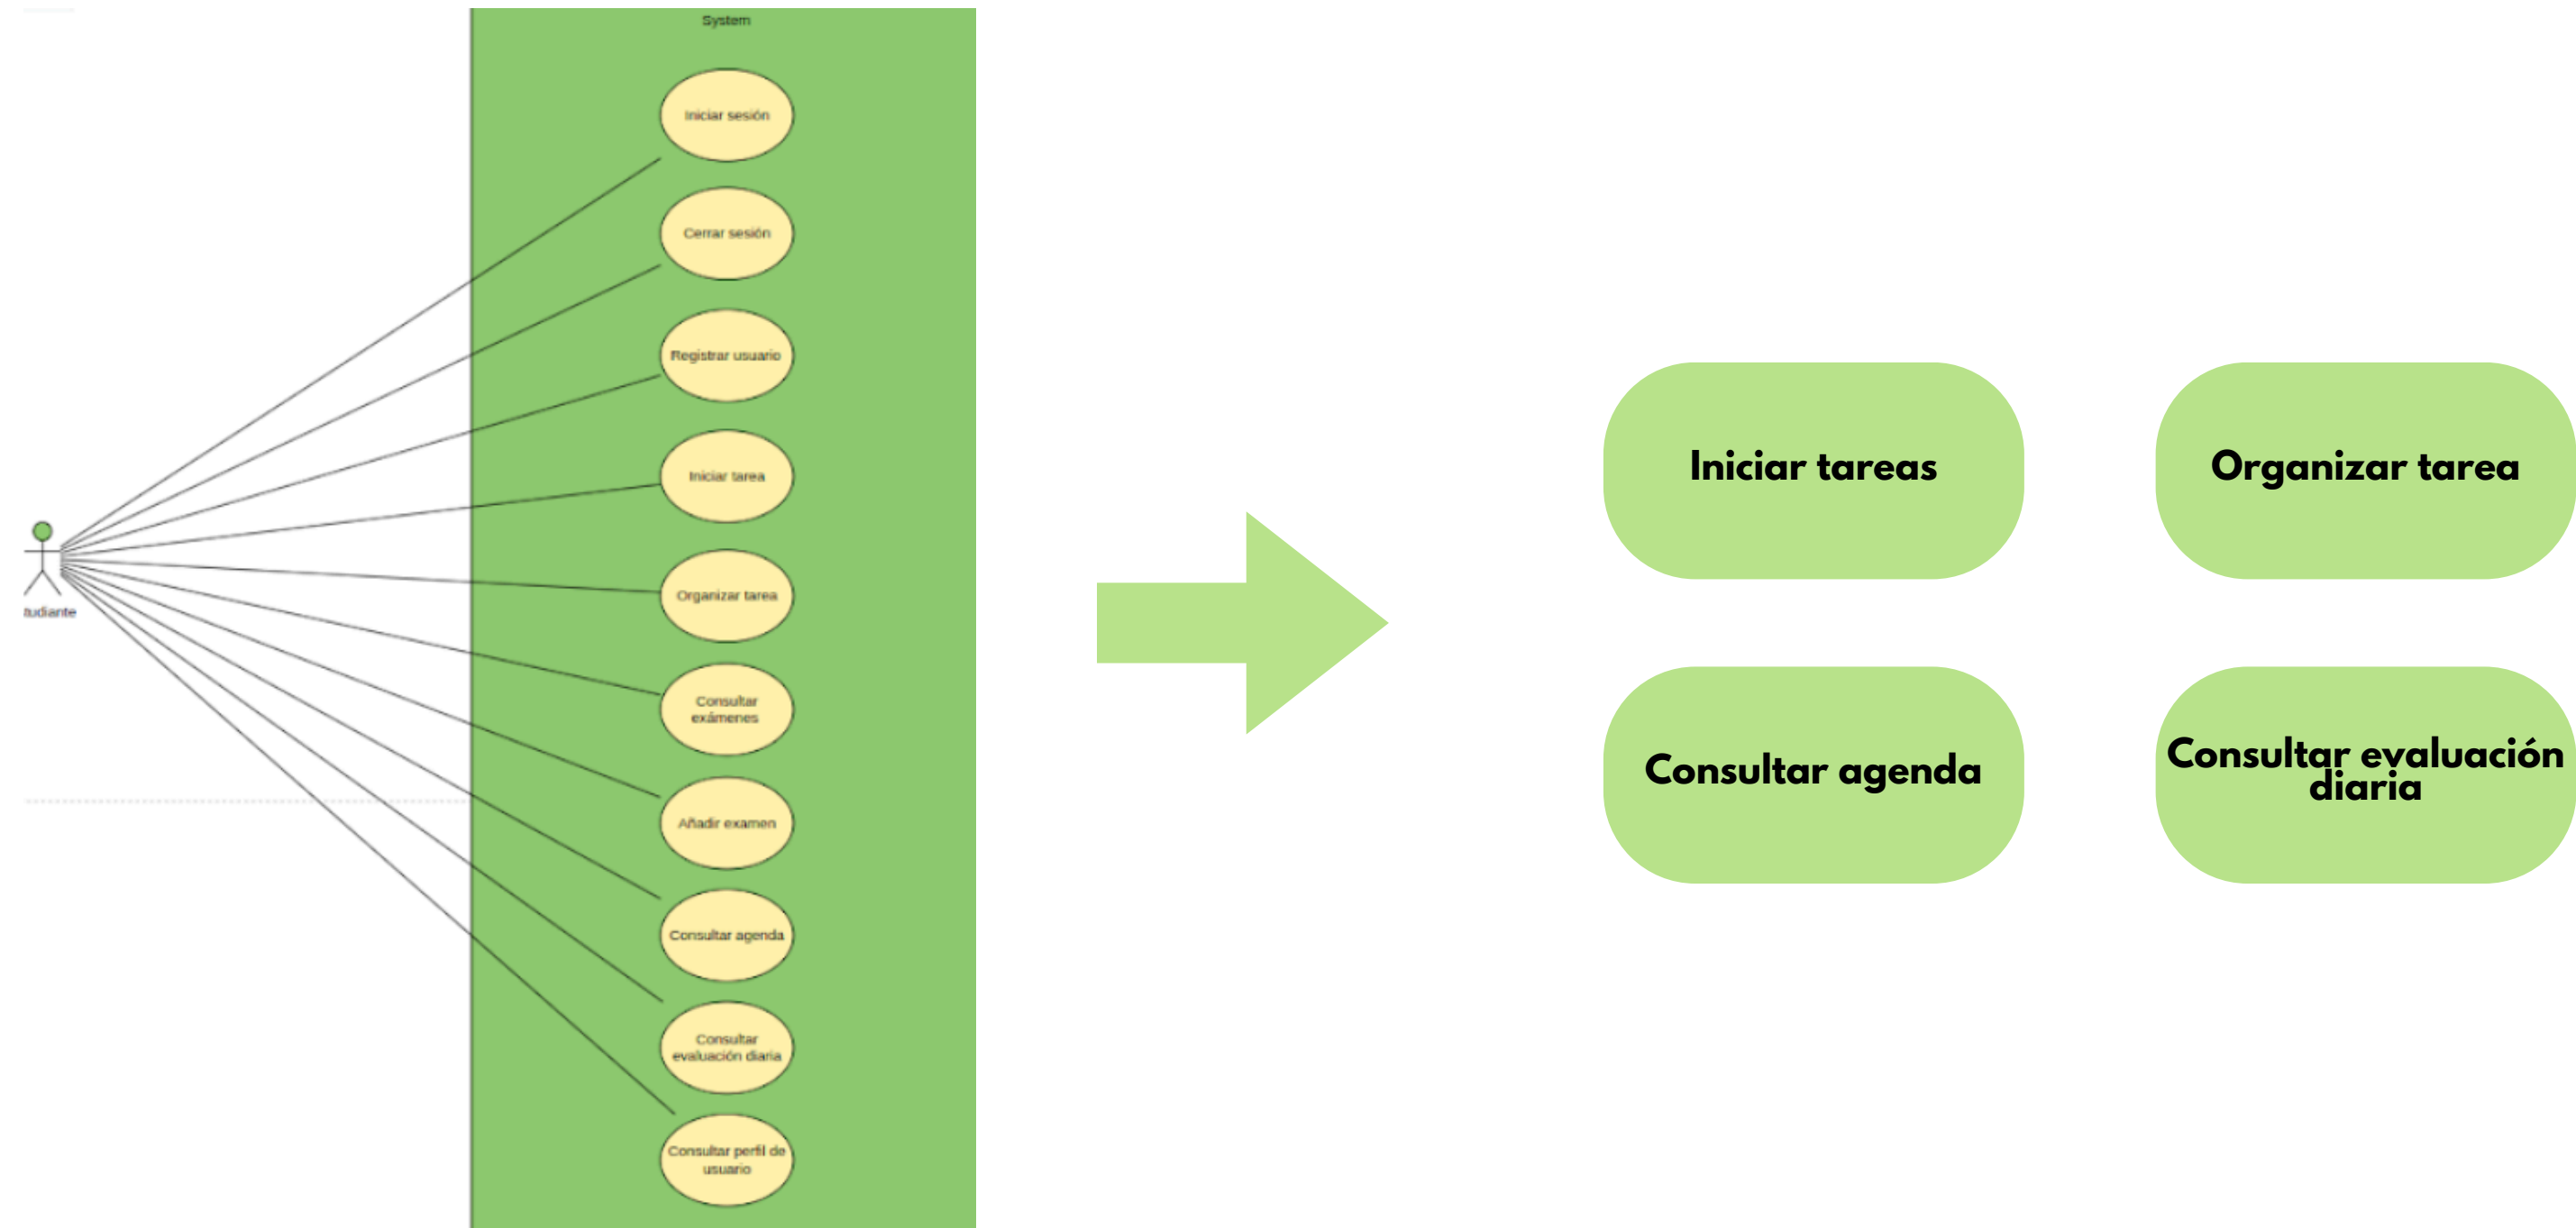 System
Iniciar sesión
Cerrar sesión
Registrar usuario
Iniciar tarea
Organizar tarea
Consultar
exámenes
Añadir examen
Consultar agenda
Consultar
evaluación diaria
Consultar perfil de
usuario
tudiante
Iniciar tareas
Organizar tarea
Consultar agenda
Consultar evaluación
diaria